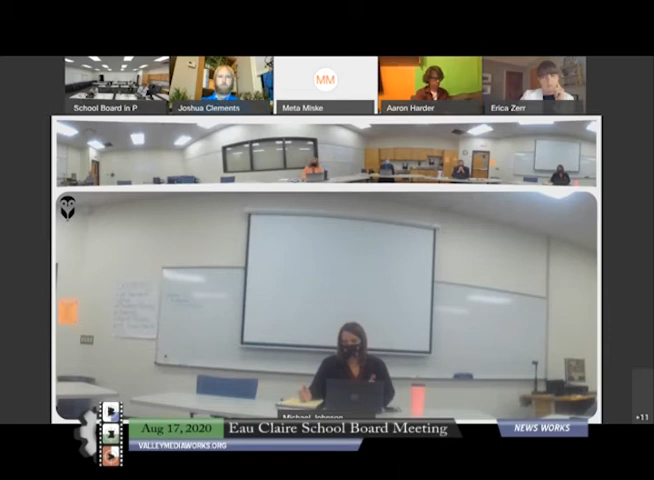 School Board In P
Joshua Clements
MM
Meta Miske
Aaron Harder
Erica Zerr
Michael Johnson
+11
Aug 17, 2020
Eau Claire School Board Meeting
NEWS WORKS
VALLEYMEDIAWORKS.ORG